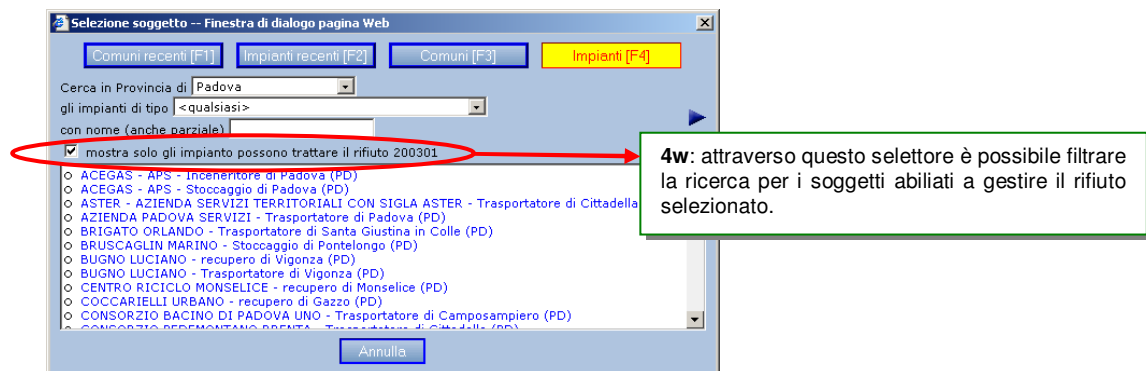 Selezione soggetto -- Finestra di dialogo pagina Web
Comuni recenti [F1] Impianti recenti [F2] Comuni [F3] Impianti [F4]
Cerca in Provincia di Padova
gli impianti di tipo <qualsiasi>
con nome (anche parziale)
mostra solo gli impianto possono trattare il rifiuto 200301
ACEGAS - APS - Inceneritore di Padova (PD)
ACEGAS - APS - Stoccaggio di Padova (PD)
ASTER - AZIENDA SERVIZI TERRITORIALI CON SIGLA ASTER - Trasportatore di Cittadella
AZIENDA PADOVA SERVIZI - Trasportatore di Padova (PD)
BRIGATO ORLANDO - Trasportatore di Santa Giustina in Colle (PD)
BRUSCAGLIN MARINO - Stoccaggio di Pontelongo (PD)
BUGNO LUCIANO - recupero di Vigonza (PD)
BUGNO LUCIANO - Trasportatore di Vigonza (PD)
CENTRO RICICLO MONSELICE - recupero di Monselice (PD)
COCCARIELLI URBANO - recupero di Gazzo (PD)
CONSORZIO BACINO DI PADOVA UNO - Trasportatore di Camposampiero (PD)
CONSORZIO PEDEMONTANO BRENTA - Trasportatore di Cittadella (PD)
Annulla
4w: attraverso questo selettore è possibile filtrare
la ricerca per i soggetti abiliati a gestire il rifiuto
selezionato.